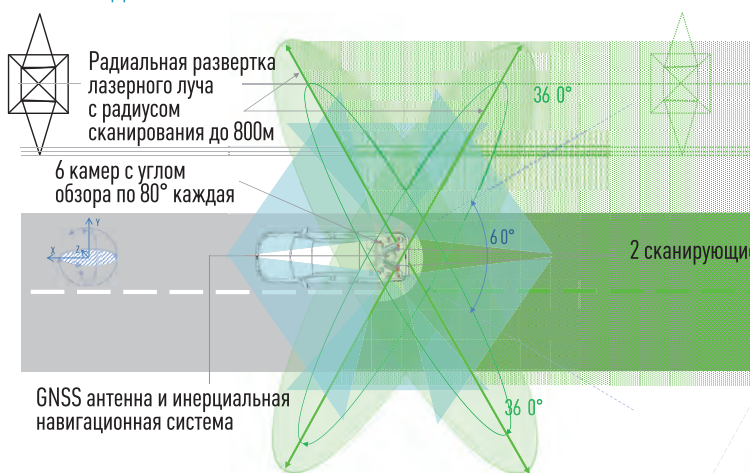 Радиальная развертка
лазерного луча
с радиусом
сканирования до 800м
36 0°
6 камер с углом
обзора по 80° каждая
Y
X
Z
60°
2 сканирующие
GNSS антенна и инерциальная
навигационная система
36 0°